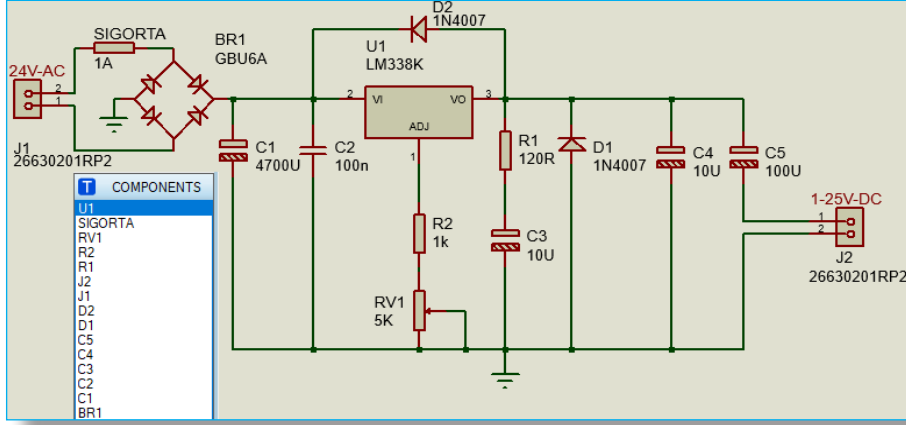 D2
1N4007
SIGORTA
1A
BR1
GBU6A
U1
LM338K
24V-AC
2
1
J1
26630201RP2
2
VI
VO
3
ADJ
1
C1
4700U
C2
100n
R1
120R
D1
1N4007
C4
10U
C5
100U
R2
1k
C3
10U
RV1
5K
1-25V-DC
1
2
J2
26630201RP2
T COMPONENTS
U1
SIGORTA
RV1
R2
R1
J2
J1
D2
D1
C5
C4
C3
C2
C1
BR1